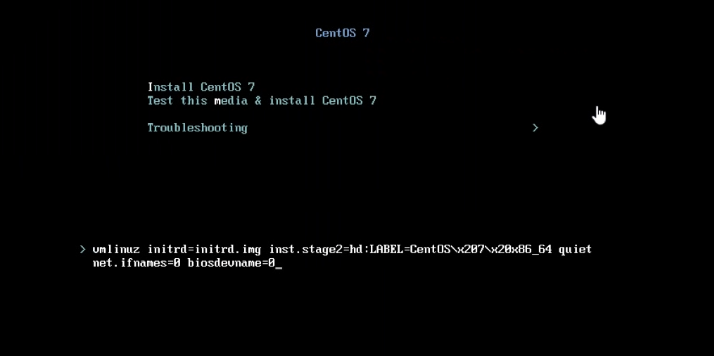 CentOS 7
Install CentOS 7
Test this media & install CentOS 7
Troubleshooting >
> vmlinuz initrd=initrd.img inst.stage2=hd:LABEL=CentOS\x207\x20x86_64 quiet
net.ifnames=0 biosdevname=0_